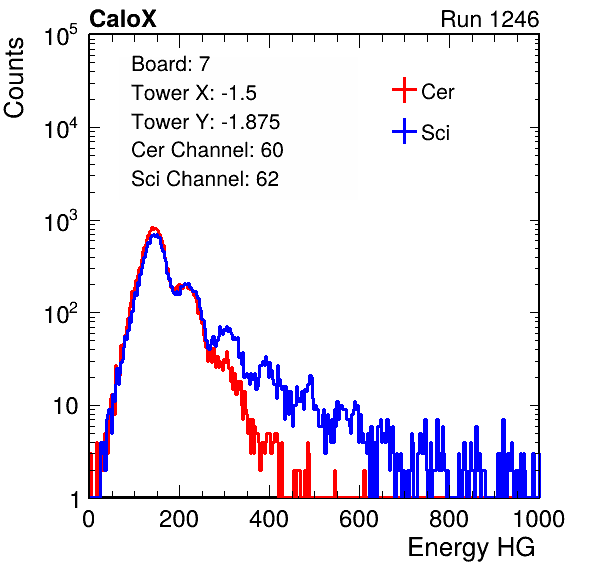 CaloX Run 1246
10^5
Counts
Board: 7
Tower X: -1.5
Tower Y: -1.875
Cer Channel: 60
Sci Channel: 62
Cer
Sci
10^4
10^3
10^2
10
1
0 200 400 600 800 1000
Energy HG